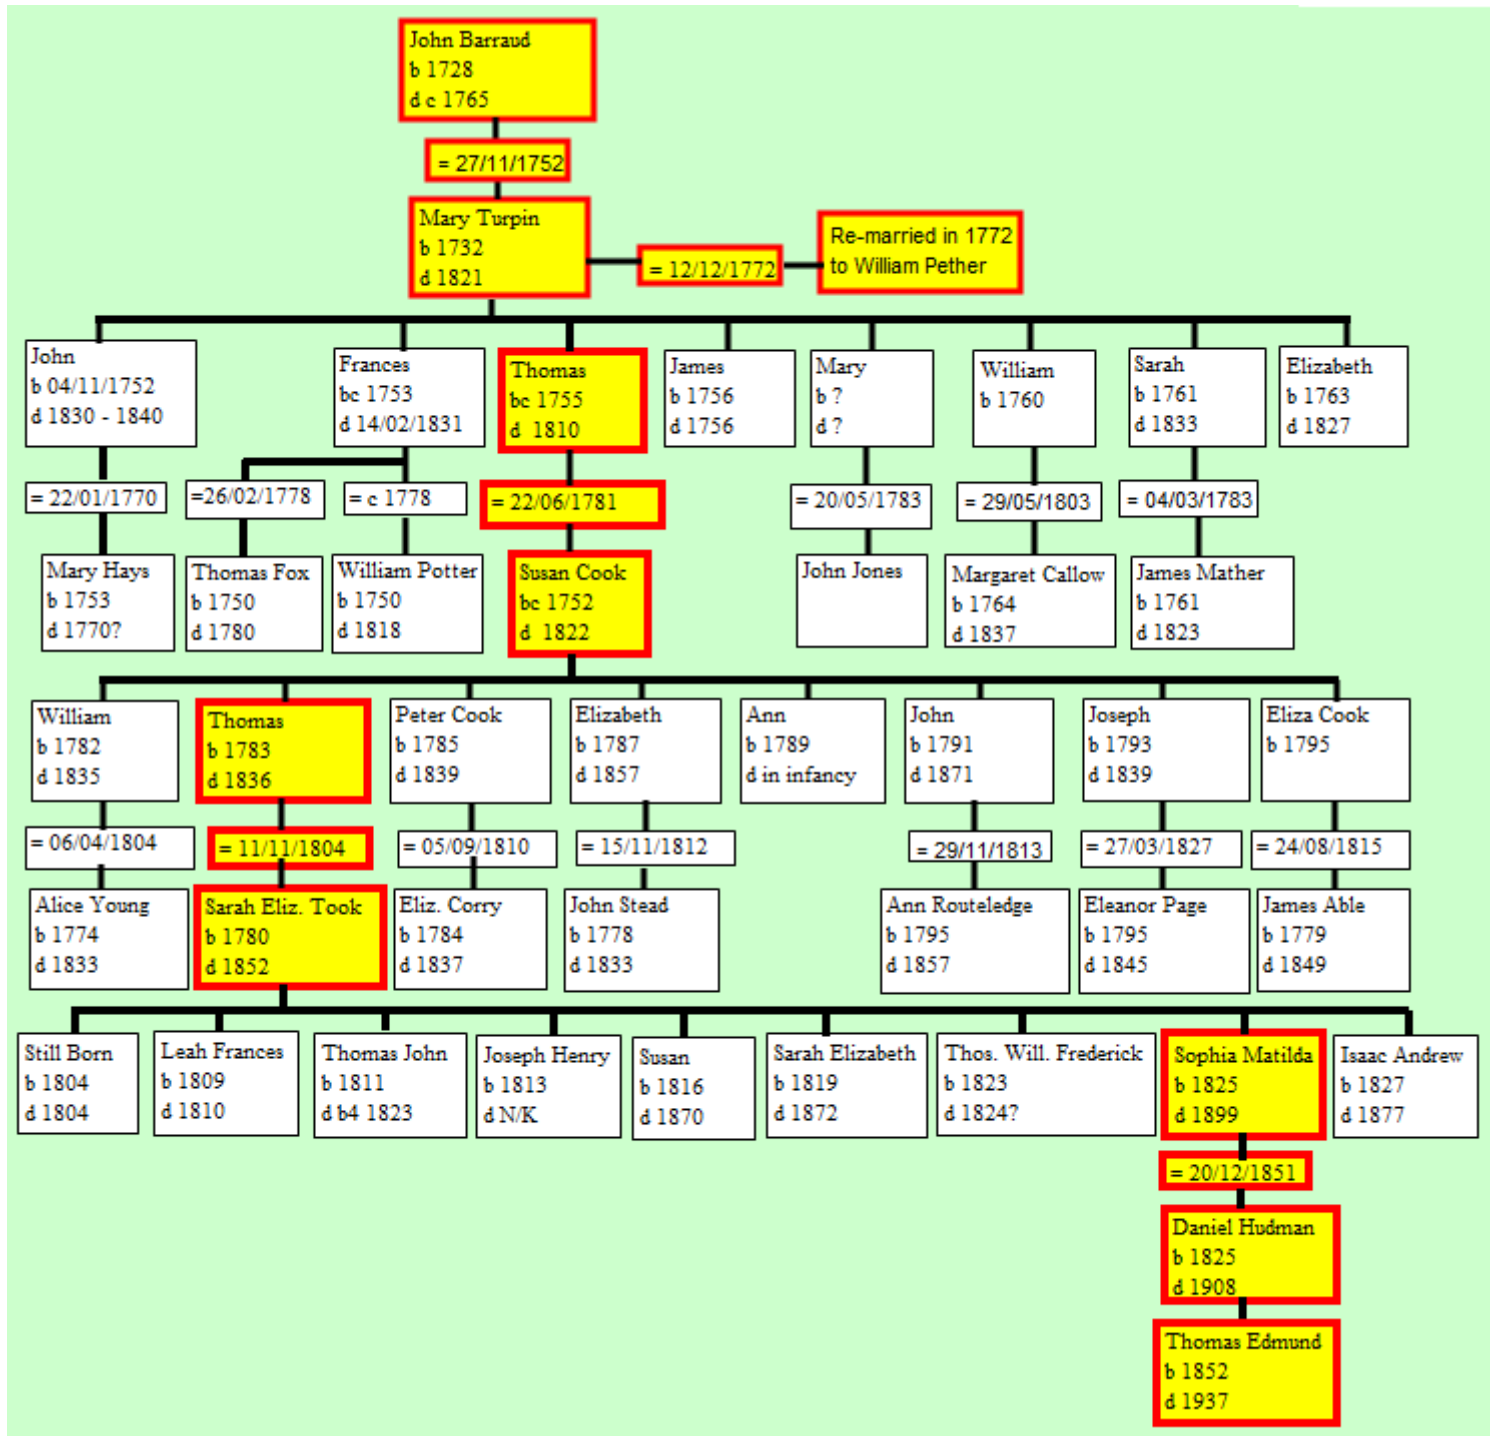 John Barraud
b 1728
d c 1765
= 27/11/1752
Mary Turpin
b 1732
d 1821
= 12/12/1772
Re-married in 1772
to William Pether
John
b 04/11/1752
d 1830 - 1840
Frances
bc 1753
d 14/02/1831
Thomas
bc 1755
d 1810
James
b 1756
d 1756
Mary
b ?
d ?
William
b 1760
Sarah
b 1761
d 1833
Elizabeth
b 1763
d 1827
= 22/01/1770
=26/02/1778
= c 1778
= 22/06/1781
= 20/05/1783
= 29/05/1803
= 04/03/1783
Mary Hays
b 1753
d 1770?
Thomas Fox
b 1750
d 1780
William Potter
b 1750
d 1818
Susan Cook
bc 1752
d 1822
John Jones
Margaret Callow
b 1764
d 1837
James Mather
b 1761
d 1823
William
b 1782
d 1835
Thomas
b 1783
d 1836
Peter Cook
b 1785
d 1839
Elizabeth
b 1787
d 1857
Ann
b 1789
d in infancy
John
b 1791
d 1871
Joseph
b 1793
d 1839
Eliza Cook
b 1795
= 06/04/1804
= 11/11/1804
= 05/09/1810
= 15/11/1812
= 29/11/1813
= 27/03/1827
= 24/08/1815
Alice Young
b 1774
d 1833
Sarah Eliz. Took
b 1780
d 1852
Eliz. Corry
b 1784
d 1837
John Stead
b 1778
d 1833
Ann Routeledge
b 1795
d 1857
Eleanor Page
b 1795
d 1845
James Able
b 1779
d 1849
Still Born
b 1804
d 1804
Leah Frances
b 1809
d 1810
Thomas John
b 1811
d b4 1823
Joseph Henry
b 1813
d N/K
Susan
b 1816
d 1870
Sarah Elizabeth
b 1819
d 1872
Thos. Will. Frederick
b 1823
d 1824?
Sophia Matilda
b 1825
d 1899
Isaac Andrew
b 1827
d 1877
= 20/12/1851
Daniel Hudman
b 1825
d 1908
Thomas Edmund
b 1852
d 1937